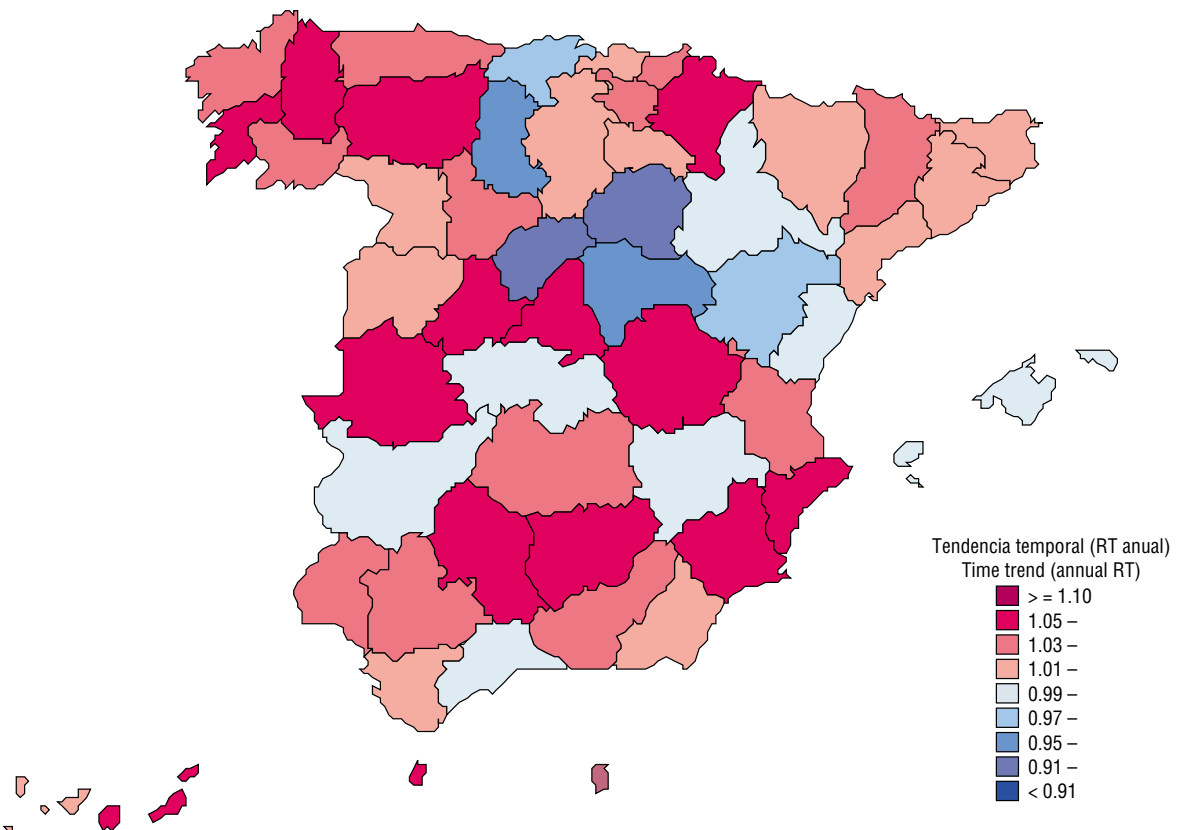 Tendencia temporal (RT anual)
Time trend (annual RT)
> = 1.10
1.05 –
1.03 –
1.01 –
0.99 –
0.97 –
0.95 –
0.91 –
< 0.91